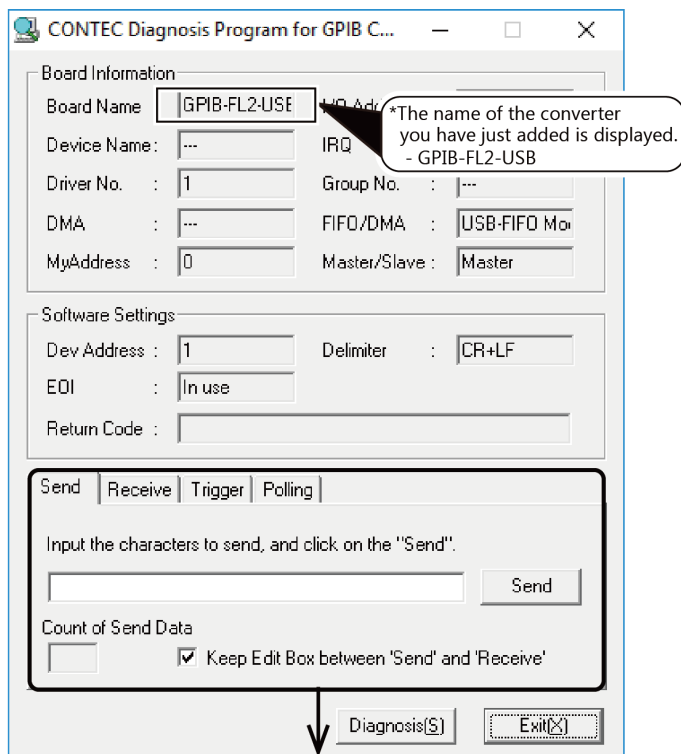 CONTEC Diagnosis Program for GPIB C...
Board Information
Board Name GPIB-FL2-USB
*The name of the converter
you have just added is displayed.
- GPIB-FL2-USB
Device Name: --- IRQ
Driver No. : 1 Group No. : ---
DMA : --- FIFO/DMA : USB-FIFO Mo
MyAddress : 0 Master/Slave : Master
Software Settings
Dev Address : 1 Delimiter : CR+LF
EOI : In use
Return Code :
Send Receive Trigger Polling
Input the characters to send, and click on the "Send".
Send
Count of Send Data
Keep Edit Box between 'Send' and 'Receive'
Diagnosis(S) Exit(X)